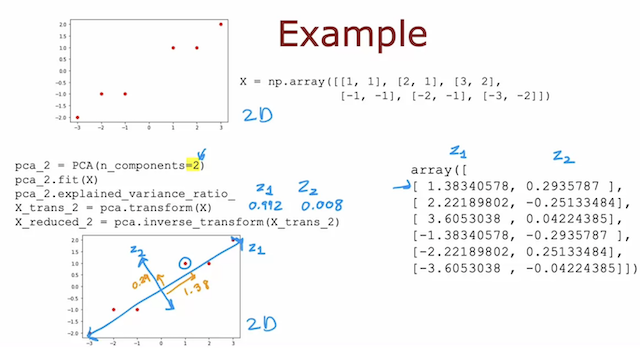 Example
2.0
1.5
1.0
0.5
0.0
-0.5
-1.0
-1.5
-2.0
-3 -2 -1 0 1 2 3
X = np.array([[1, 1], [2, 1], [3, 2],
[-1, -1], [-2, -1], [-3, -2]])
2D
pca_2 = PCA(n_components=2)
pca_2.fit(X)
pca_2.explained_variance_ratio_ z1 z2
X_trans_2 = pca.transform(X) 0.992 0.008
X_reduced_2 = pca.inverse_transform(X_trans_2)
z1 z2
array([
[ 1.38340578, 0.2935787 ],
[ 2.22189802, -0.25133484],
[ 3.6053038 , 0.04224385],
[-1.38340578, -0.2935787 ],
[-2.22189802, 0.25133484],
[-3.6053038 , -0.04224385]])
2.0
1.5
1.0
0.5
0.0
-0.5
-1.0
-1.5
-2.0
-3 -2 -1 0 1 2 3
z2
z1
0.29
1.38
2D